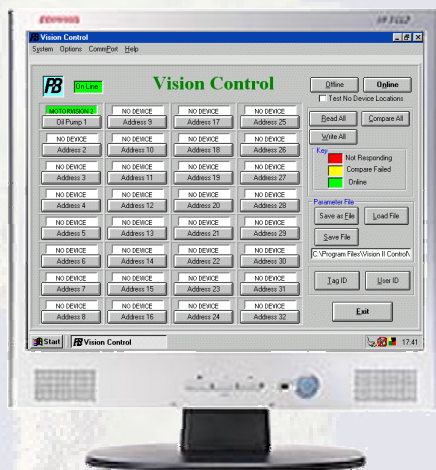 Vision Control
System Options CommPort Help
PB
On Line
Vision Control
Offline
Online
Test No Device Locations
MOTORVISION 2
NO DEVICE
NO DEVICE
NO DEVICE
Oil Pump 1
Address 9
Address 17
Address 25
Read All
Compare All
NO DEVICE
NO DEVICE
NO DEVICE
NO DEVICE
Address 2
Address 10
Address 18
Address 26
Write All
Key
Not Responding
Compare Failed
Online
NO DEVICE
NO DEVICE
NO DEVICE
NO DEVICE
Address 3
Address 11
Address 19
Address 27
NO DEVICE
NO DEVICE
NO DEVICE
NO DEVICE
Address 4
Address 12
Address 20
Address 28
Parameter File
Save as File
Load File
Save File
C:\Program Files\Vision II Control\
NO DEVICE
NO DEVICE
NO DEVICE
NO DEVICE
Address 5
Address 13
Address 21
Address 29
NO DEVICE
NO DEVICE
NO DEVICE
NO DEVICE
Address 6
Address 14
Address 22
Address 30
NO DEVICE
NO DEVICE
NO DEVICE
NO DEVICE
Address 7
Address 15
Address 23
Address 31
Tag ID
User ID
NO DEVICE
NO DEVICE
NO DEVICE
NO DEVICE
Address 8
Address 16
Address 24
Address 32
Exit
Start
PB Vision Control
17:41